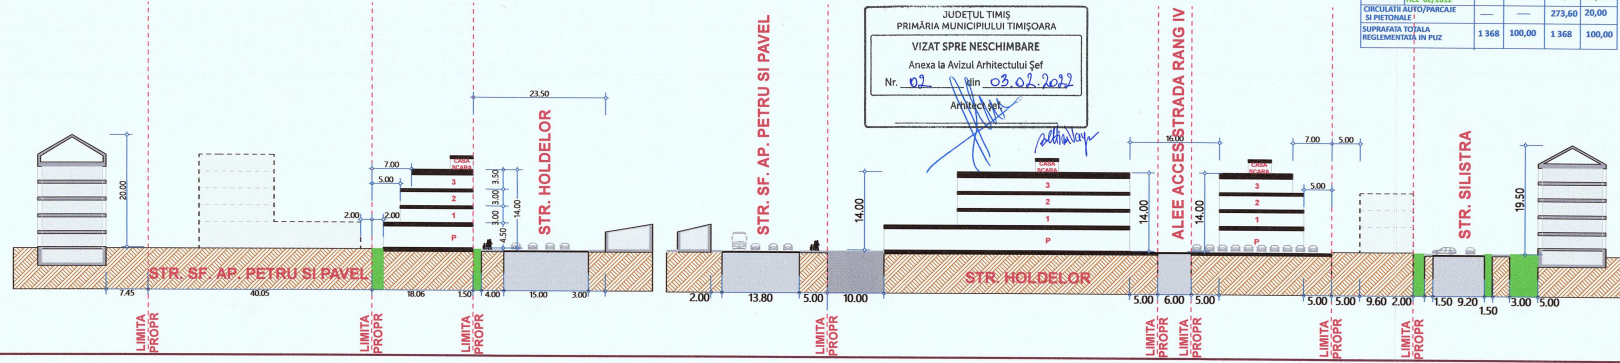 JUDEȚUL TIMIȘ
PRIMĂRIA MUNICIPIULUI TIMIȘOARA
VIZAT SPRE NESCHIMBARE
Anexa la Avizul Arhitectului Șef
Nr. 02 din 03.02.2022
Arhitect șef,
CIRCULATII AUTO/PARCAJE
SI PIETONALE — — 273,60 20,00
SUPRAFATA TOTALA
REGLEMENTATA IN PUZ 1 368 100,00 1 368 100,00
23.50
STR. HOLDELOR
20.00
7.00
5.00
2.00 2.00
CASA
SCARA
3
2
1
P
3.50
3.00
3.00
4.50
14.00
STR. SF. AP. PETRU SI PAVEL
7.45 40.05 18.06 1.50 4.00 15.00 3.00
LIMITA
PROPR
LIMITA
PROPR
LIMITA
PROPR
STR. SF. AP. PETRU SI PAVEL
14.00
CASA
SCARA
3
2
1
P
14.00
16.00
ALEE ACCES STRADA RANG IV
14.00
CASA
SCARA
3
2
1
P
7.00 5.00
5.00
STR. SILISTRA
19.50
STR. HOLDELOR
2.00 13.80 5.00 10.00 5.00 6.00 5.00 5.00 5.00 9.60 2.00 1.50 9.20 1.50 3.00 5.00
LIMITA
PROPR
LIMITA
PROPR
LIMITA
PROPR
LIMITA
PROPR
LIMITA
PROPR